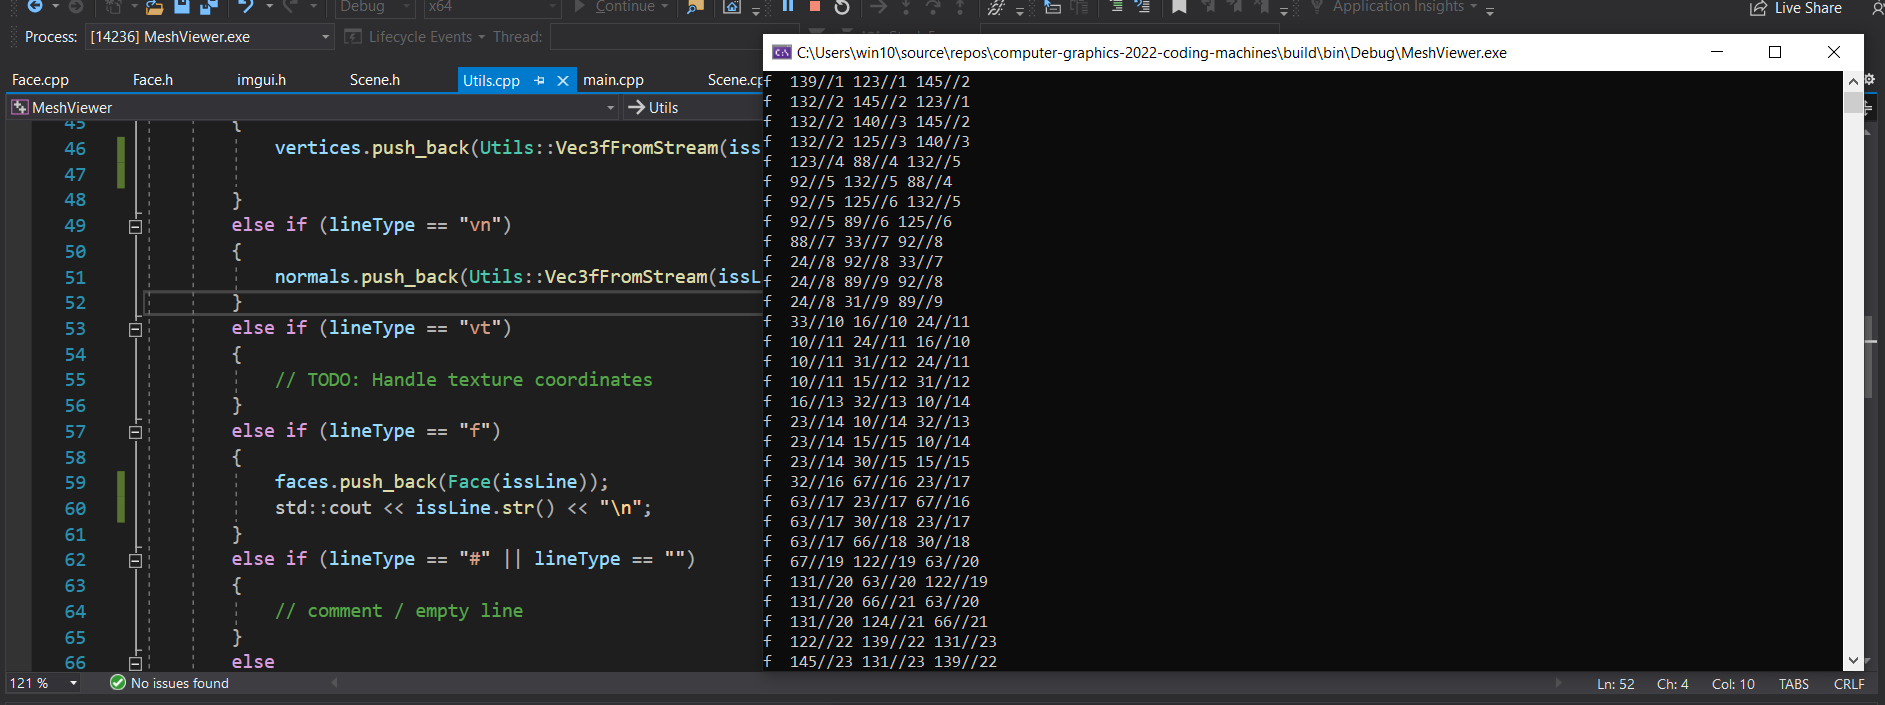 Debug
x64
Continue
Application Insights
Live Share
Process: [14236] MeshViewer.exe
Lifecycle Events
Thread:
C:\Users\win10\source\repos\computer-graphics-2022-coding-machines\build\bin\Debug\MeshViewer.exe
Face.cpp Face.h imgui.h Scene.h Utils.cpp main.cpp Scene.cp
MeshViewer Utils
45 {
46 vertices.push_back(Utils::Vec3fFromStream(iss
47
48 }
49 else if (lineType == "vn")
50 {
51 normals.push_back(Utils::Vec3fFromStream(issL
52 }
53 else if (lineType == "vt")
54 {
55 // TODO: Handle texture coordinates
56 }
57 else if (lineType == "f")
58 {
59 faces.push_back(Face(issLine));
60 std::cout << issLine.str() << "\n";
61 }
62 else if (lineType == "#" || lineType == "")
63 {
64 // comment / empty line
65 }
66 else
f  139//1 123//1 145//2
f  132//2 145//2 123//1
f  132//2 140//3 145//2
f  132//2 125//3 140//3
f  123//4 88//4 132//5
f  92//5 132//5 88//4
f  92//5 125//6 132//5
f  92//5 89//6 125//6
f  88//7 33//7 92//8
f  24//8 92//8 33//7
f  24//8 89//9 92//8
f  24//8 31//9 89//9
f  33//10 16//10 24//11
f  10//11 24//11 16//10
f  10//11 31//12 24//11
f  10//11 15//12 31//12
f  16//13 32//13 10//14
f  23//14 10//14 32//13
f  23//14 15//15 10//14
f  23//14 30//15 15//15
f  32//16 67//16 23//17
f  63//17 23//17 67//16
f  63//17 30//18 23//17
f  63//17 66//18 30//18
f  67//19 122//19 63//20
f  131//20 63//20 122//19
f  131//20 66//21 63//20
f  131//20 124//21 66//21
f  122//22 139//22 131//23
f  145//23 131//23 139//22
121 % No issues found
Ln: 52 Ch: 4 Col: 10 TABS CRLF